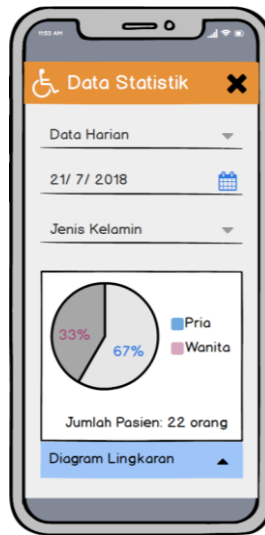 11:53 AM
Data Statistik
Data Harian
21/ 7/ 2018
Jenis Kelamin
33%
67%
Pria
Wanita
Jumlah Pasien: 22 orang
Diagram Lingkaran